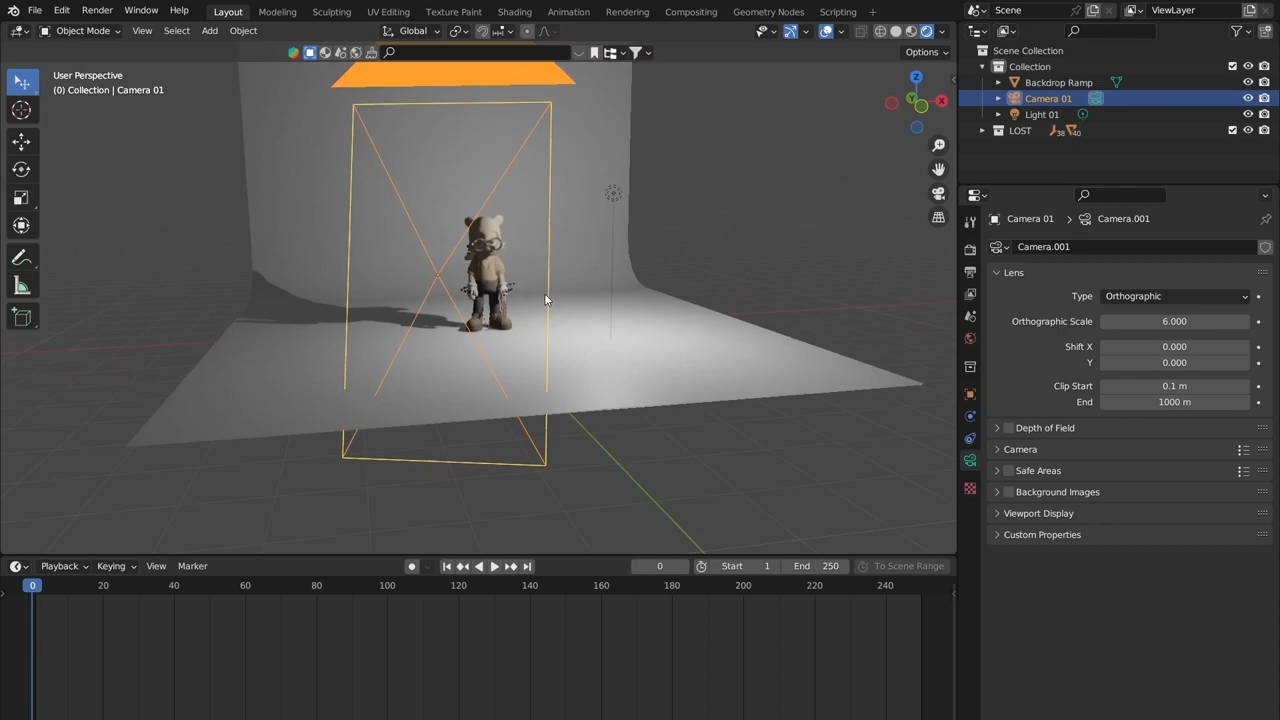 File Edit Render Window Help Layout Modeling Sculpting UV Editing Texture Paint Shading Animation Rendering Compositing Geometry Nodes Scripting + Scene ViewLayer
Object Mode View Select Add Object Global
Options
User Perspective
(0) Collection | Camera 01
Z
X
Y
Scene Collection
Collection
Backdrop Ramp
Camera 01
Light 01
LOST 38 40
Camera 01 > Camera.001
Camera.001
Lens
Type Orthographic
Orthographic Scale 6.000
Shift X 0.000
Y 0.000
Clip Start 0.1 m
End 1000 m
Depth of Field
Camera
Safe Areas
Background Images
Viewport Display
Custom Properties
Playback Keying View Marker 0 Start 1 End 250 To Scene Range
0 20 40 60 80 100 120 140 160 180 200 220 240